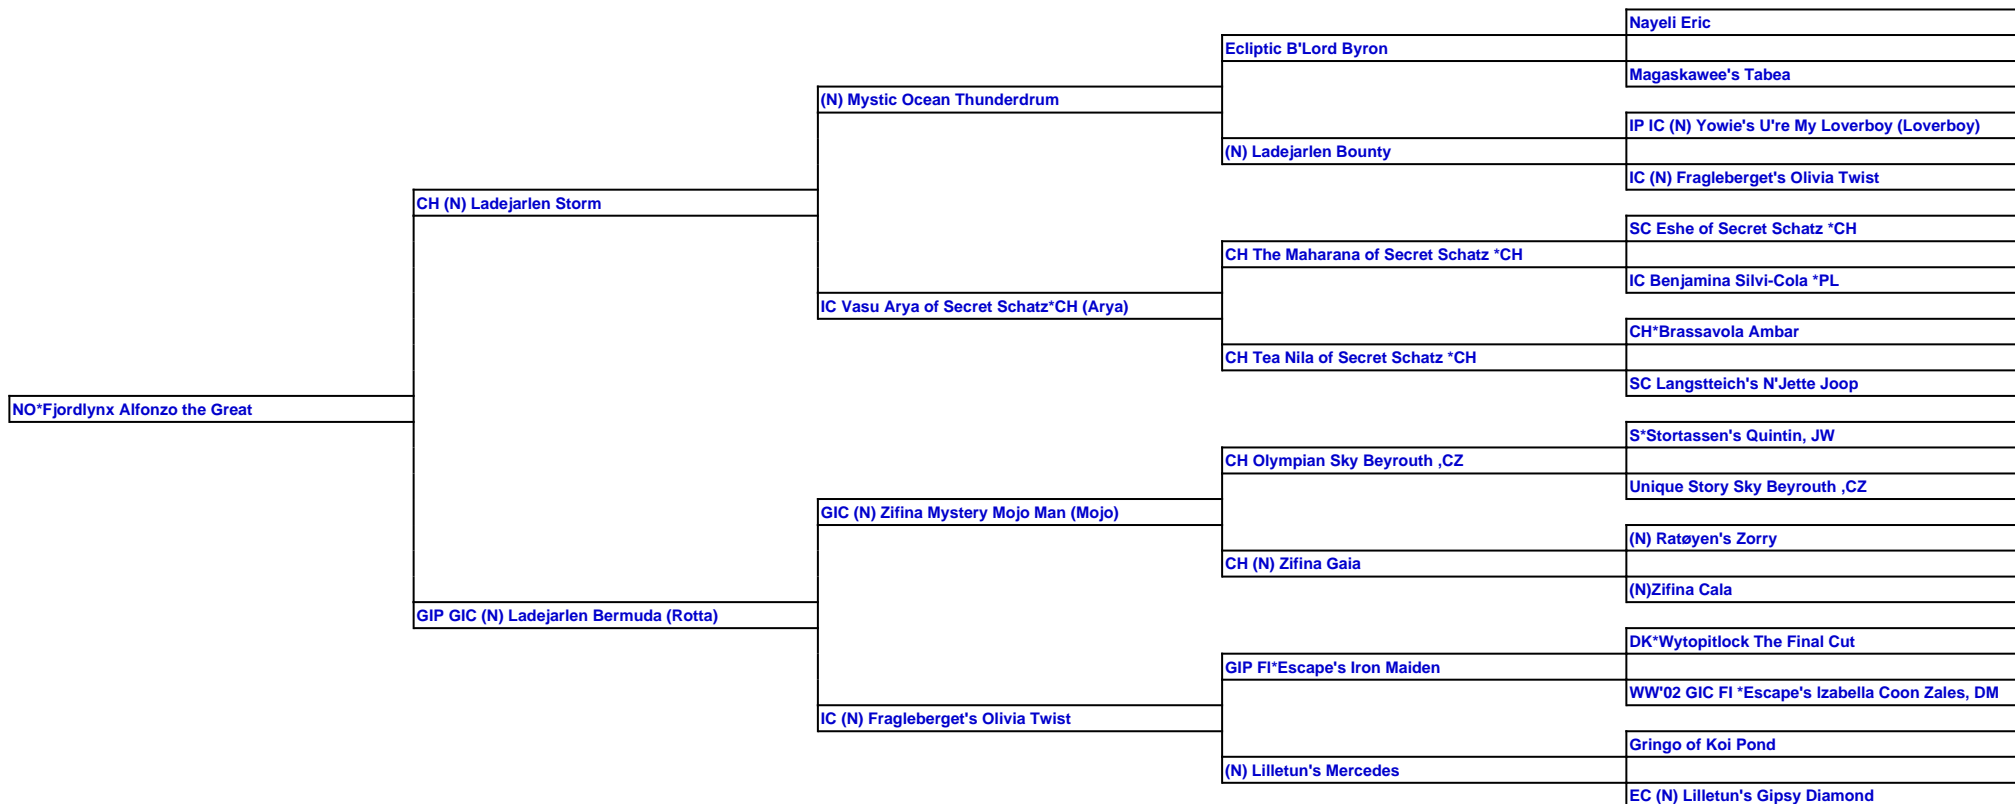 Nayeli Eric
Ecliptic B'Lord Byron
Magaskawee's Tabea
(N) Mystic Ocean Thunderdrum
IP IC (N) Yowie's U're My Loverboy (Loverboy)
(N) Ladejarlen Bounty
IC (N) Fragleberget's Olivia Twist
CH (N) Ladejarlen Storm
SC Eshe of Secret Schatz *CH
CH The Maharana of Secret Schatz *CH
IC Benjamina Silvi-Cola *PL
IC Vasu Arya of Secret Schatz*CH (Arya)
CH*Brassavola Ambar
CH Tea Nila of Secret Schatz *CH
SC Langstteich's N'Jette Joop
NO*Fjordlynx Alfonzo the Great
S*Stortassen's Quintin, JW
CH Olympian Sky Beyrouth ,CZ
Unique Story Sky Beyrouth ,CZ
GIC (N) Zifina Mystery Mojo Man (Mojo)
(N) Ratøyen's Zorry
CH (N) Zifina Gaia
(N)Zifina Cala
GIP GIC (N) Ladejarlen Bermuda (Rotta)
DK*Wytopitlock The Final Cut
GIP FI*Escape's Iron Maiden
WW'02 GIC FI *Escape's Izabella Coon Zales, DM
IC (N) Fragleberget's Olivia Twist
Gringo of Koi Pond
(N) Lilletun's Mercedes
EC (N) Lilletun's Gipsy Diamond